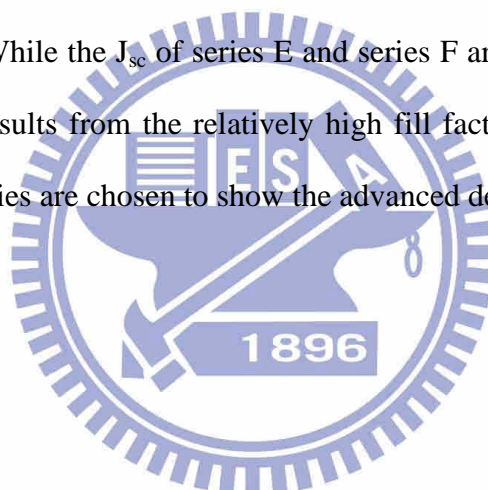 While the J_sc of series E and series F ar
sults from the relatively high fill fact
ies are chosen to show the advanced de
E S A
1896